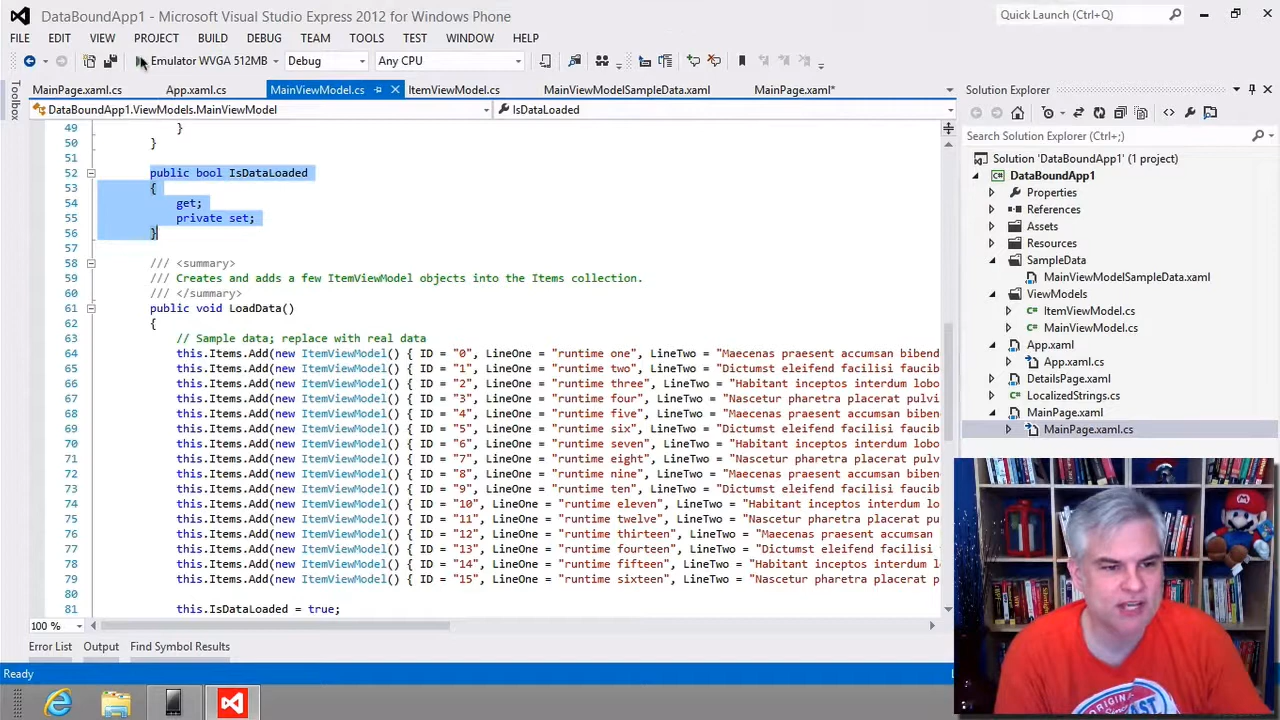 DataBoundApp1 - Microsoft Visual Studio Express 2012 for Windows Phone
Quick Launch (Ctrl+Q)
FILE EDIT VIEW PROJECT BUILD DEBUG TEAM TOOLS TEST WINDOW HELP
Emulator WVGA 512MB Debug Any CPU
Toolbox
MainPage.xaml.cs App.xaml.cs MainViewModel.cs ItemViewModel.cs MainViewModelSampleData.xaml MainPage.xaml*
DataBoundApp1.ViewModels.MainViewModel IsDataLoaded
49 }
50 }
51
52 public bool IsDataLoaded
53 {
54 get;
55 private set;
56 }
57
58 /// <summary>
59 /// Creates and adds a few ItemViewModel objects into the Items collection.
60 /// </summary>
61 public void LoadData()
62 {
63 // Sample data; replace with real data
64 this.Items.Add(new ItemViewModel() { ID = "0", LineOne = "runtime one", LineTwo = "Maecenas praesent accumsan bibend
65 this.Items.Add(new ItemViewModel() { ID = "1", LineOne = "runtime two", LineTwo = "Dictumst eleifend facilisi faucib
66 this.Items.Add(new ItemViewModel() { ID = "2", LineOne = "runtime three", LineTwo = "Habitant inceptos interdum lobo
67 this.Items.Add(new ItemViewModel() { ID = "3", LineOne = "runtime four", LineTwo = "Nascetur pharetra placerat pulvi
68 this.Items.Add(new ItemViewModel() { ID = "4", LineOne = "runtime five", LineTwo = "Maecenas praesent accumsan biben
69 this.Items.Add(new ItemViewModel() { ID = "5", LineOne = "runtime six", LineTwo = "Dictumst eleifend facilisi faucib
70 this.Items.Add(new ItemViewModel() { ID = "6", LineOne = "runtime seven", LineTwo = "Habitant inceptos interdum lobo
71 this.Items.Add(new ItemViewModel() { ID = "7", LineOne = "runtime eight", LineTwo = "Nascetur pharetra placerat pulv
72 this.Items.Add(new ItemViewModel() { ID = "8", LineOne = "runtime nine", LineTwo = "Maecenas praesent accumsan biben
73 this.Items.Add(new ItemViewModel() { ID = "9", LineOne = "runtime ten", LineTwo = "Dictumst eleifend facilisi faucib
74 this.Items.Add(new ItemViewModel() { ID = "10", LineOne = "runtime eleven", LineTwo = "Habitant inceptos interdum lo
75 this.Items.Add(new ItemViewModel() { ID = "11", LineOne = "runtime twelve", LineTwo = "Nascetur pharetra placerat pu
76 this.Items.Add(new ItemViewModel() { ID = "12", LineOne = "runtime thirteen", LineTwo = "Maecenas praesent accumsan
77 this.Items.Add(new ItemViewModel() { ID = "13", LineOne = "runtime fourteen", LineTwo = "Dictumst eleifend facilisi
78 this.Items.Add(new ItemViewModel() { ID = "14", LineOne = "runtime fifteen", LineTwo = "Habitant inceptos interdum l
79 this.Items.Add(new ItemViewModel() { ID = "15", LineOne = "runtime sixteen", LineTwo = "Nascetur pharetra placerat
80
81 this.IsDataLoaded = true;
100 %
Error List Output Find Symbol Results
Ready
Solution Explorer
Search Solution Explorer (Ctrl+;)
Solution 'DataBoundApp1' (1 project)
DataBoundApp1
Properties
References
Assets
Resources
SampleData
MainViewModelSampleData.xaml
ViewModels
ItemViewModel.cs
MainViewModel.cs
App.xaml
App.xaml.cs
DetailsPage.xaml
LocalizedStrings.cs
MainPage.xaml
MainPage.xaml.cs
ORIGINAL